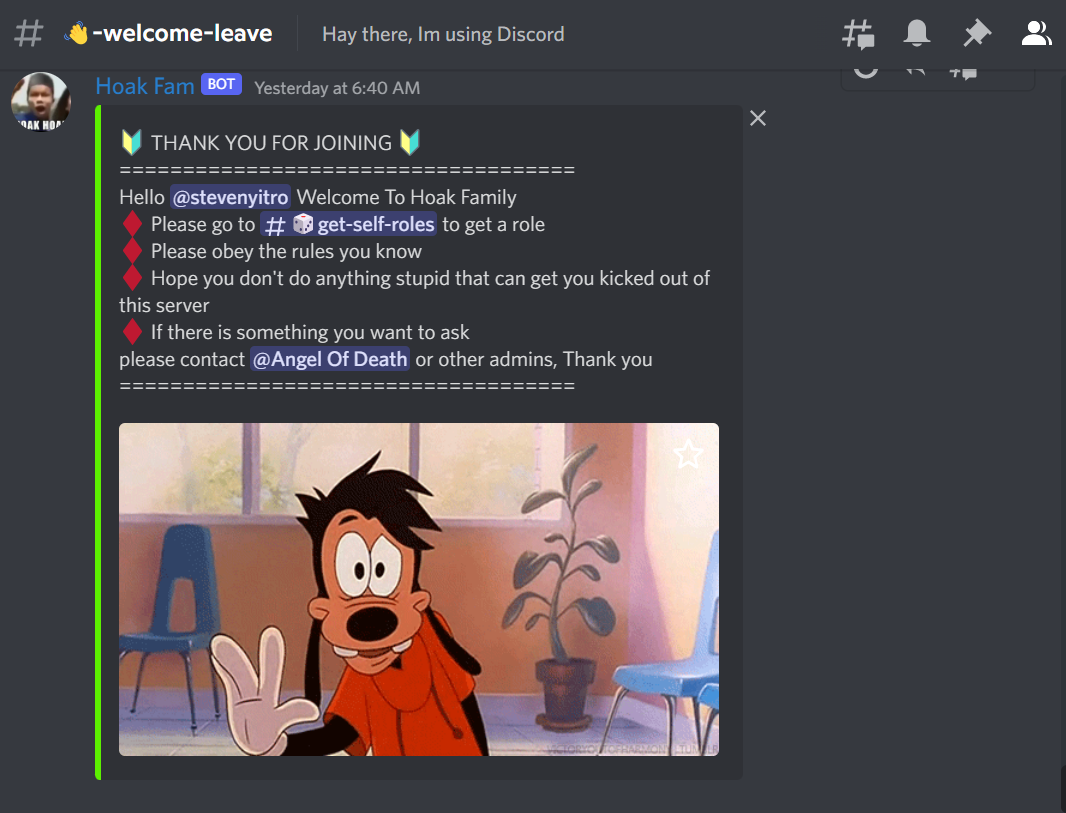 # 👋-welcome-leave Hay there, Im using Discord
Hoak Fam BOT Yesterday at 6:40 AM
🔰 THANK YOU FOR JOINING 🔰
====================================
Hello @stevenyitro Welcome To Hoak Family
♦ Please go to # 🎲get-self-roles to get a role
♦ Please obey the rules you know
♦ Hope you don't do anything stupid that can get you kicked out of
this server
♦ If there is something you want to ask
please contact @Angel Of Death or other admins, Thank you
====================================